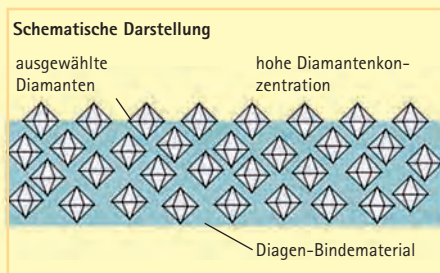 Schematische Darstellung
ausgewählte
Diamanten
hohe Diamantenkon-
zentration
Diagen-Bindematerial